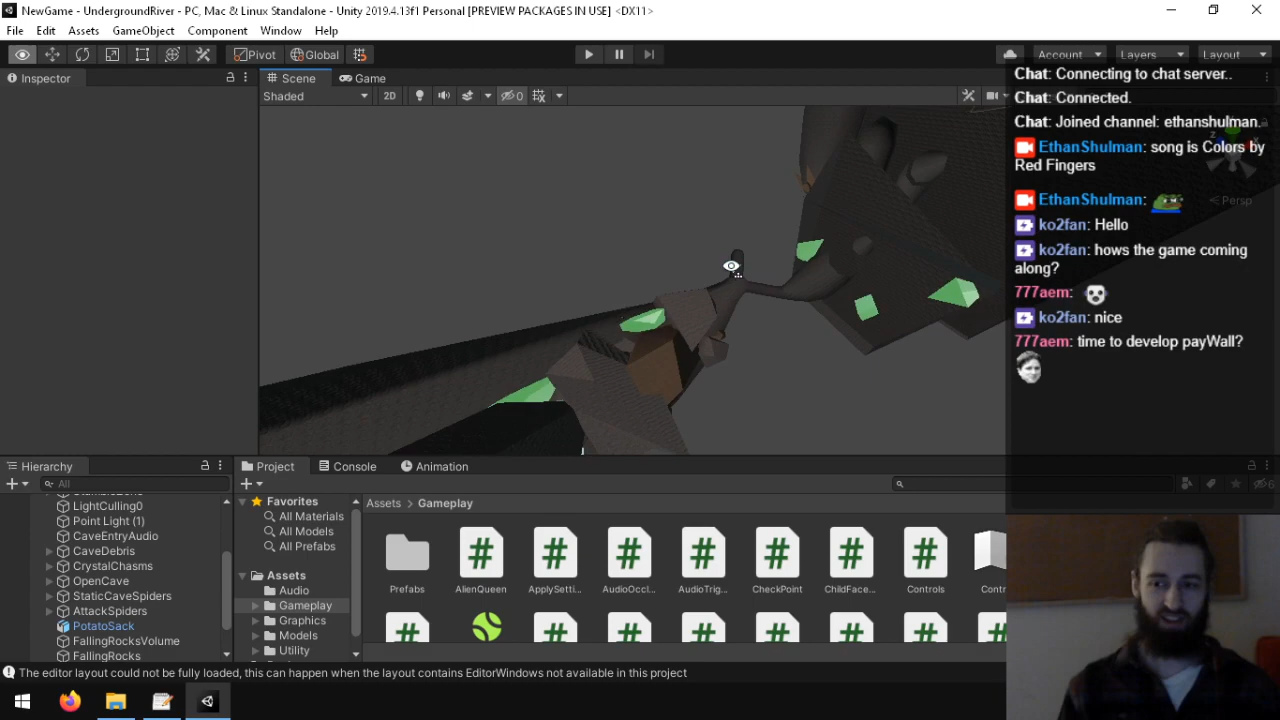 NewGame - UndergroundRiver - PC, Mac & Linux Standalone - Unity 2019.4.13f1 Personal [PREVIEW PACKAGES IN USE] <DX11>
File Edit Assets GameObject Component Window Help
Pivot Global Account Layers Layout
Inspector
Scene Game
Shaded 2D 0
Persp
Chat: Connecting to chat server..
Chat: Connected.
Chat: Joined channel: ethanshulman
EthanShulman: song is Colors by
Red Fingers
EthanShulman:
ko2fan: Hello
ko2fan: hows the game coming
along?
777aem:
ko2fan: nice
777aem: time to develop payWall?
Hierarchy
All
LightCulling0
Point Light (1)
CaveEntryAudio
CaveDebris
CrystalChasms
OpenCave
StaticCaveSpiders
AttackSpiders
PotatoSack
FallingRocksVolume
FallingRocks
Project Console Animation
6
Favorites
All Materials
All Models
All Prefabs
Assets
Audio
Gameplay
Graphics
Models
Utility
Assets > Gameplay
Prefabs AlienQueen ApplySetti... AudioOccl... AudioTrig... CheckPoint ChildFace... Controls Contr
The editor layout could not be fully loaded, this can happen when the layout contains EditorWindows not available in this project